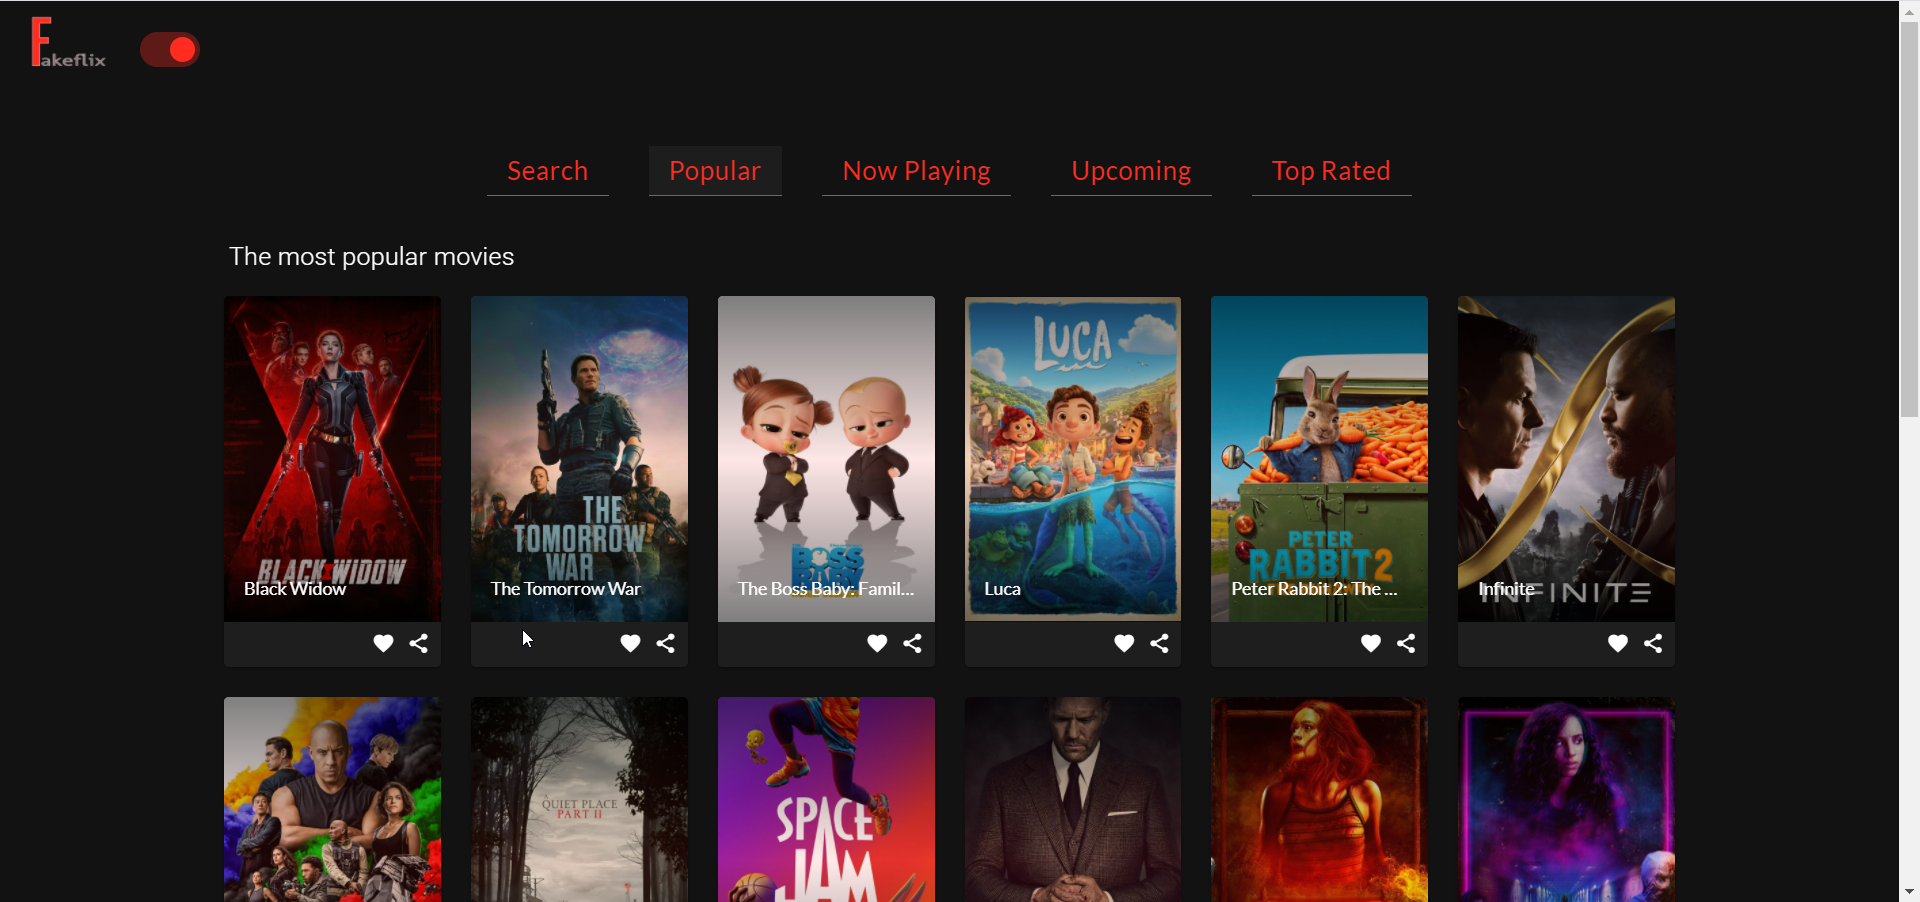 Fakeflix
Search
Popular
Now Playing
Upcoming
Top Rated
The most popular movies
BLACK WIDOW
Black Widow
THE
TOMORROW
WAR
The Tomorrow War
BOSS
BABY
The Boss Baby: Famil...
LUCA
Luca
PETER
RABBIT 2
Peter Rabbit 2: The ...
INFINITE
Infinite
A QUIET PLACE
PART II
SPACE
JAM